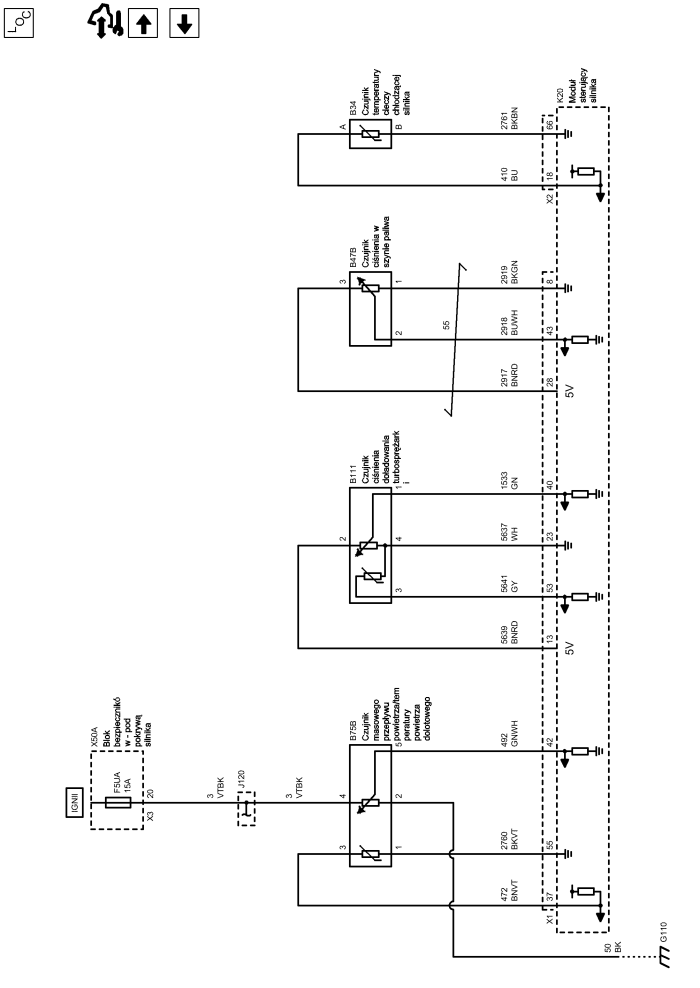 LOC
B34
Czujnik
temperatury
cieczy
chłodzącej
silnika
A
B
2761
BKBN
410
BU
66
18
X2
K20
Moduł
sterujący
silnika
B47B
Czujnik
ciśnienia w
szynie paliwa
3
1
2
55
2919
BKGN
2918
BUWH
2917
BNRD
8
43
28
5V
B111
Czujnik
ciśnienia
doładowania
turbosprężark
i
2
1
4
3
1533
GN
5637
WH
5641
GY
5639
BNRD
40
23
53
13
5V
IGNII
X50A
Blok
bezpiecznikó
w - pod
pokrywą
silnika
F5UA
15A
20
X3
3
VTBK
J120
3
VTBK
B75B
Czujnik
masowego
przepływu
powietrza/tem
peratury
powietrza
dolotowego
3
4
5
2
1
492
GNWH
2760
BKVT
472
BNVT
42
55
37
X1
50
BK
G110